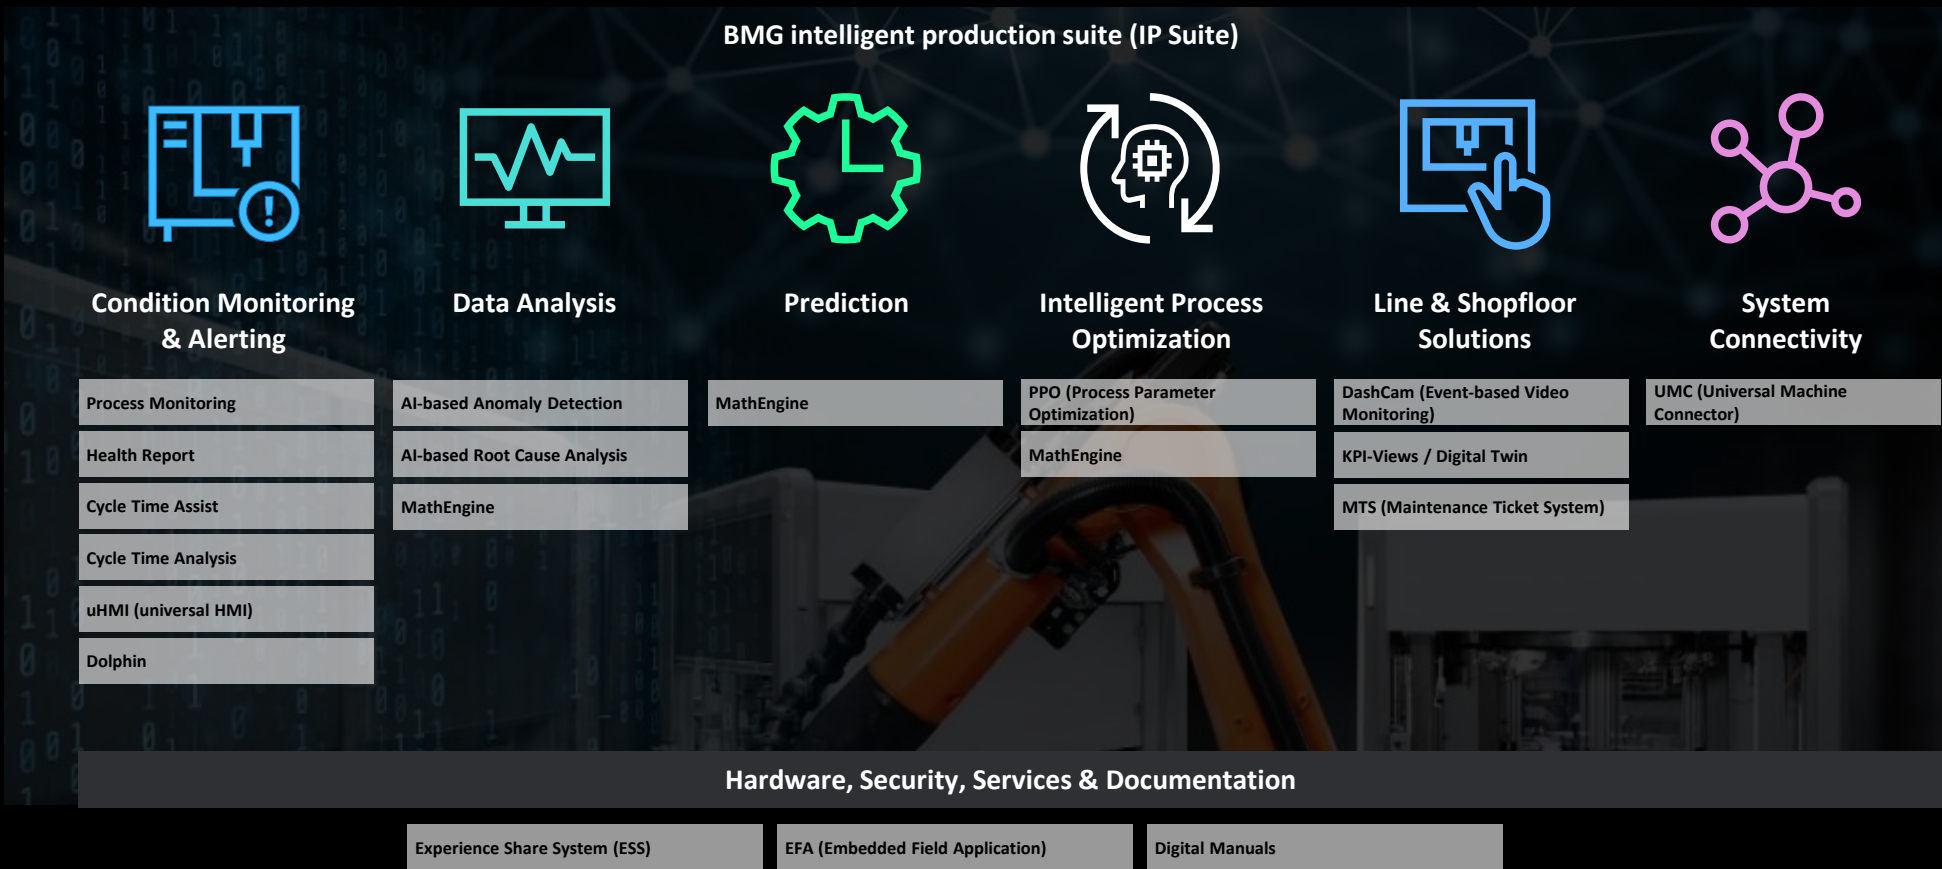 BMG intelligent production suite (IP Suite)
Condition Monitoring
& Alerting
Process Monitoring
Health Report
Cycle Time Assist
Cycle Time Analysis
uHMI (universal HMI)
Dolphin
Data Analysis
AI-based Anomaly Detection
AI-based Root Cause Analysis
MathEngine
Prediction
MathEngine
Intelligent Process
Optimization
PPO (Process Parameter
Optimization)
MathEngine
Line & Shopfloor
Solutions
DashCam (Event-based Video
Monitoring)
KPI-Views / Digital Twin
MTS (Maintenance Ticket System)
System
Connectivity
UMC (Universal Machine
Connector)
Hardware, Security, Services & Documentation
Experience Share System (ESS)
EFA (Embedded Field Application)
Digital Manuals